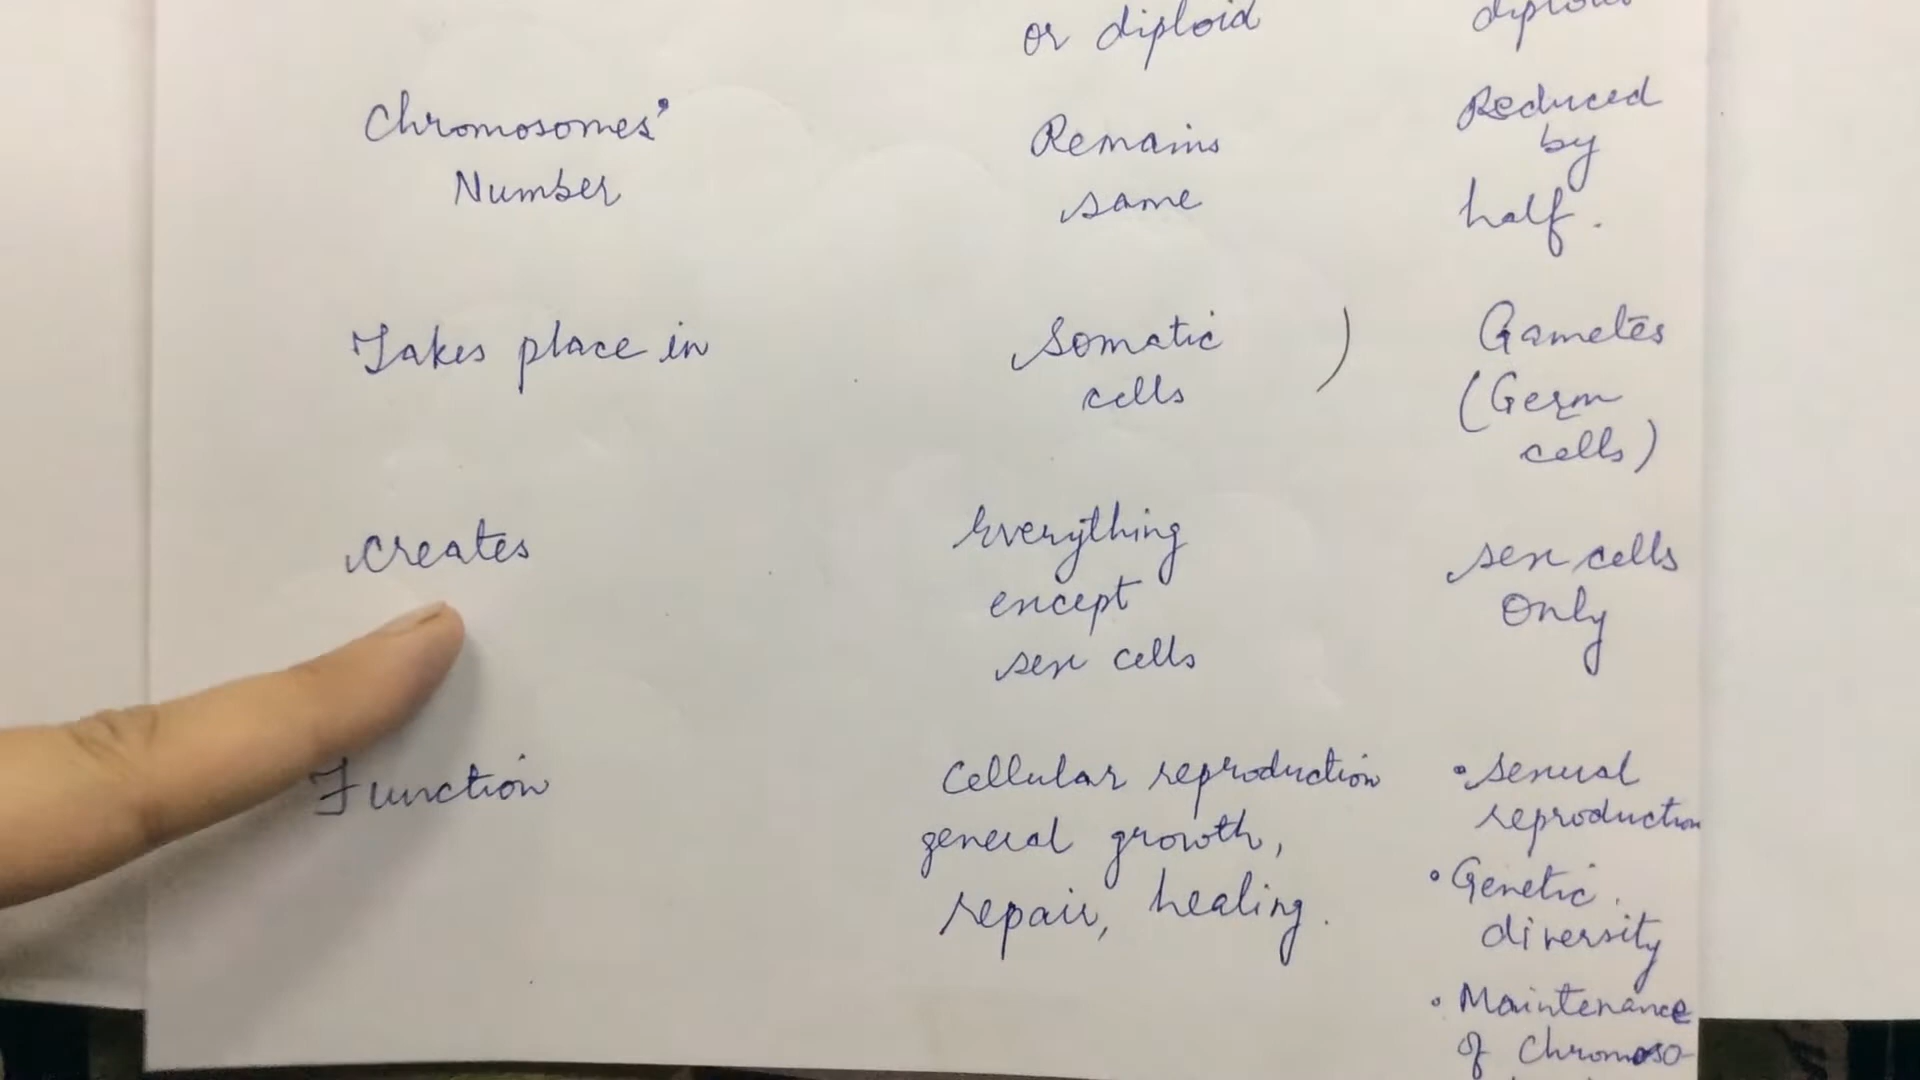 or diploid
diploid
Chromosomes'
Number
Remains
same
Reduced
by
half.
Takes place in
Somatic
cells
)
Gametes
(Germ
cells)
creates
Everything
except
sex cells
sex cells
only
Function
Cellular reproduction
general growth,
repair, healing.
• sexual
reproduction
• Genetic
diversity
• Maintenance
of Chromoso-